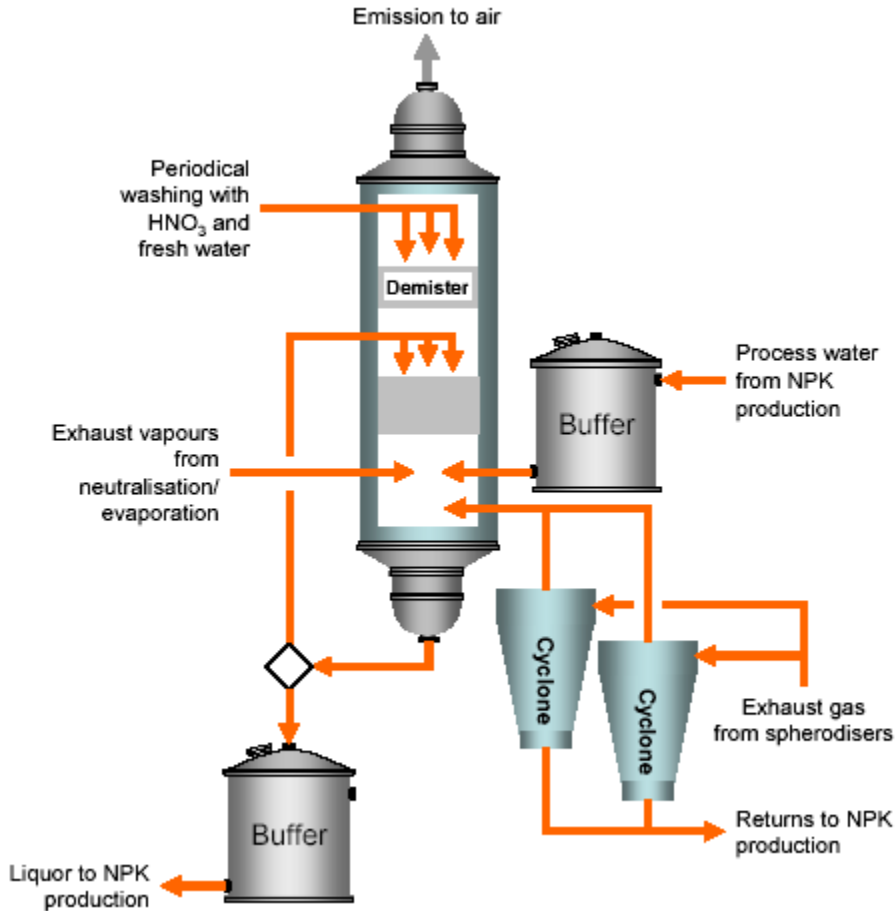 Emission to air
Periodical
washing with
HNO₃ and
fresh water
Demister
Process water
from NPK
production
Buffer
Exhaust vapours
from
neutralisation/
evaporation
Cyclone
Cyclone
Exhaust gas
from spherodisers
Returns to NPK
production
Buffer
Liquor to NPK
production